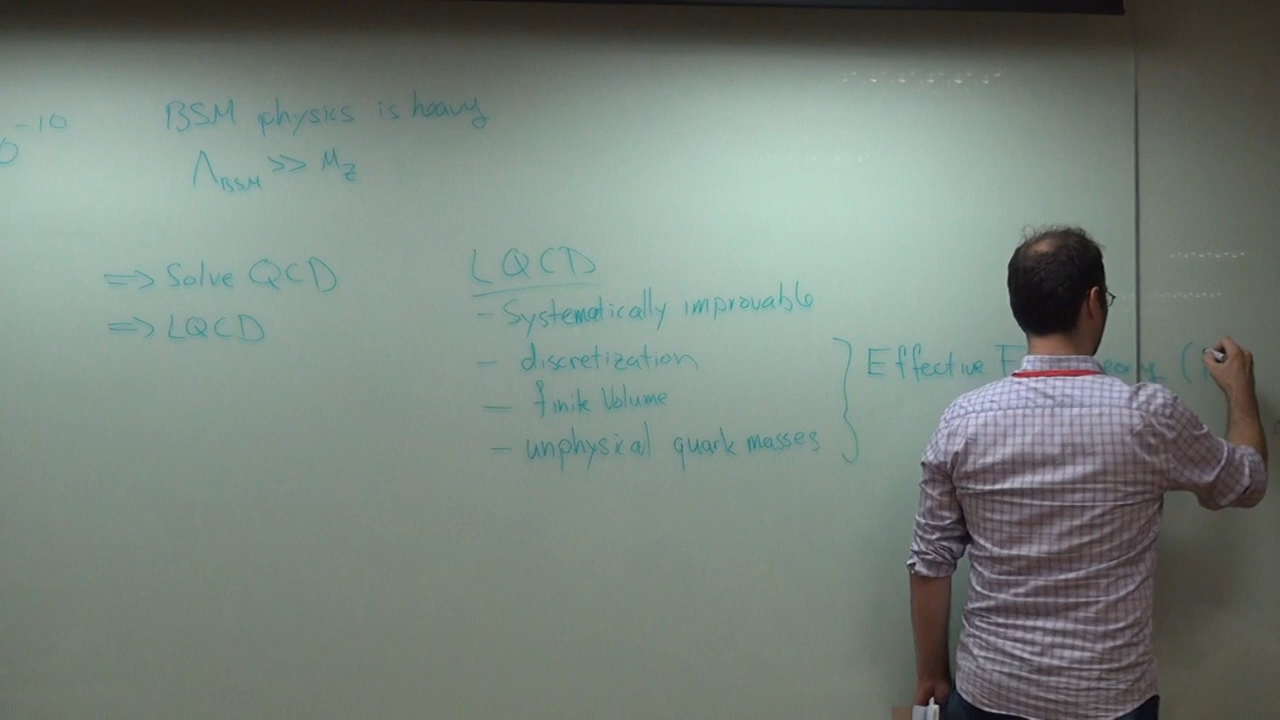 -10
BSM physics is heavy
Λ_BSM >> M_Z
=> Solve QCD
=> LQCD
LQCD
- Systematically improvable
- discretization
- finite Volume
- unphysical quark masses
} Effective